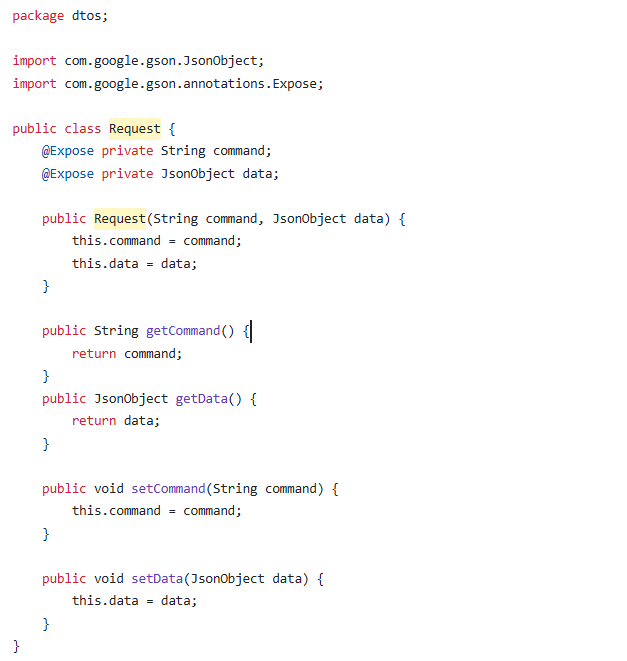 package dtos;
import com.google.gson.JsonObject;
import com.google.gson.annotations.Expose;
public class Request {
    @Expose private String command;
    @Expose private JsonObject data;
    public Request(String command, JsonObject data) {
        this.command = command;
        this.data = data;
    }
    public String getCommand() {
        return command;
    }
    public JsonObject getData() {
        return data;
    }
    public void setCommand(String command) {
        this.command = command;
    }
    public void setData(JsonObject data) {
        this.data = data;
    }
}